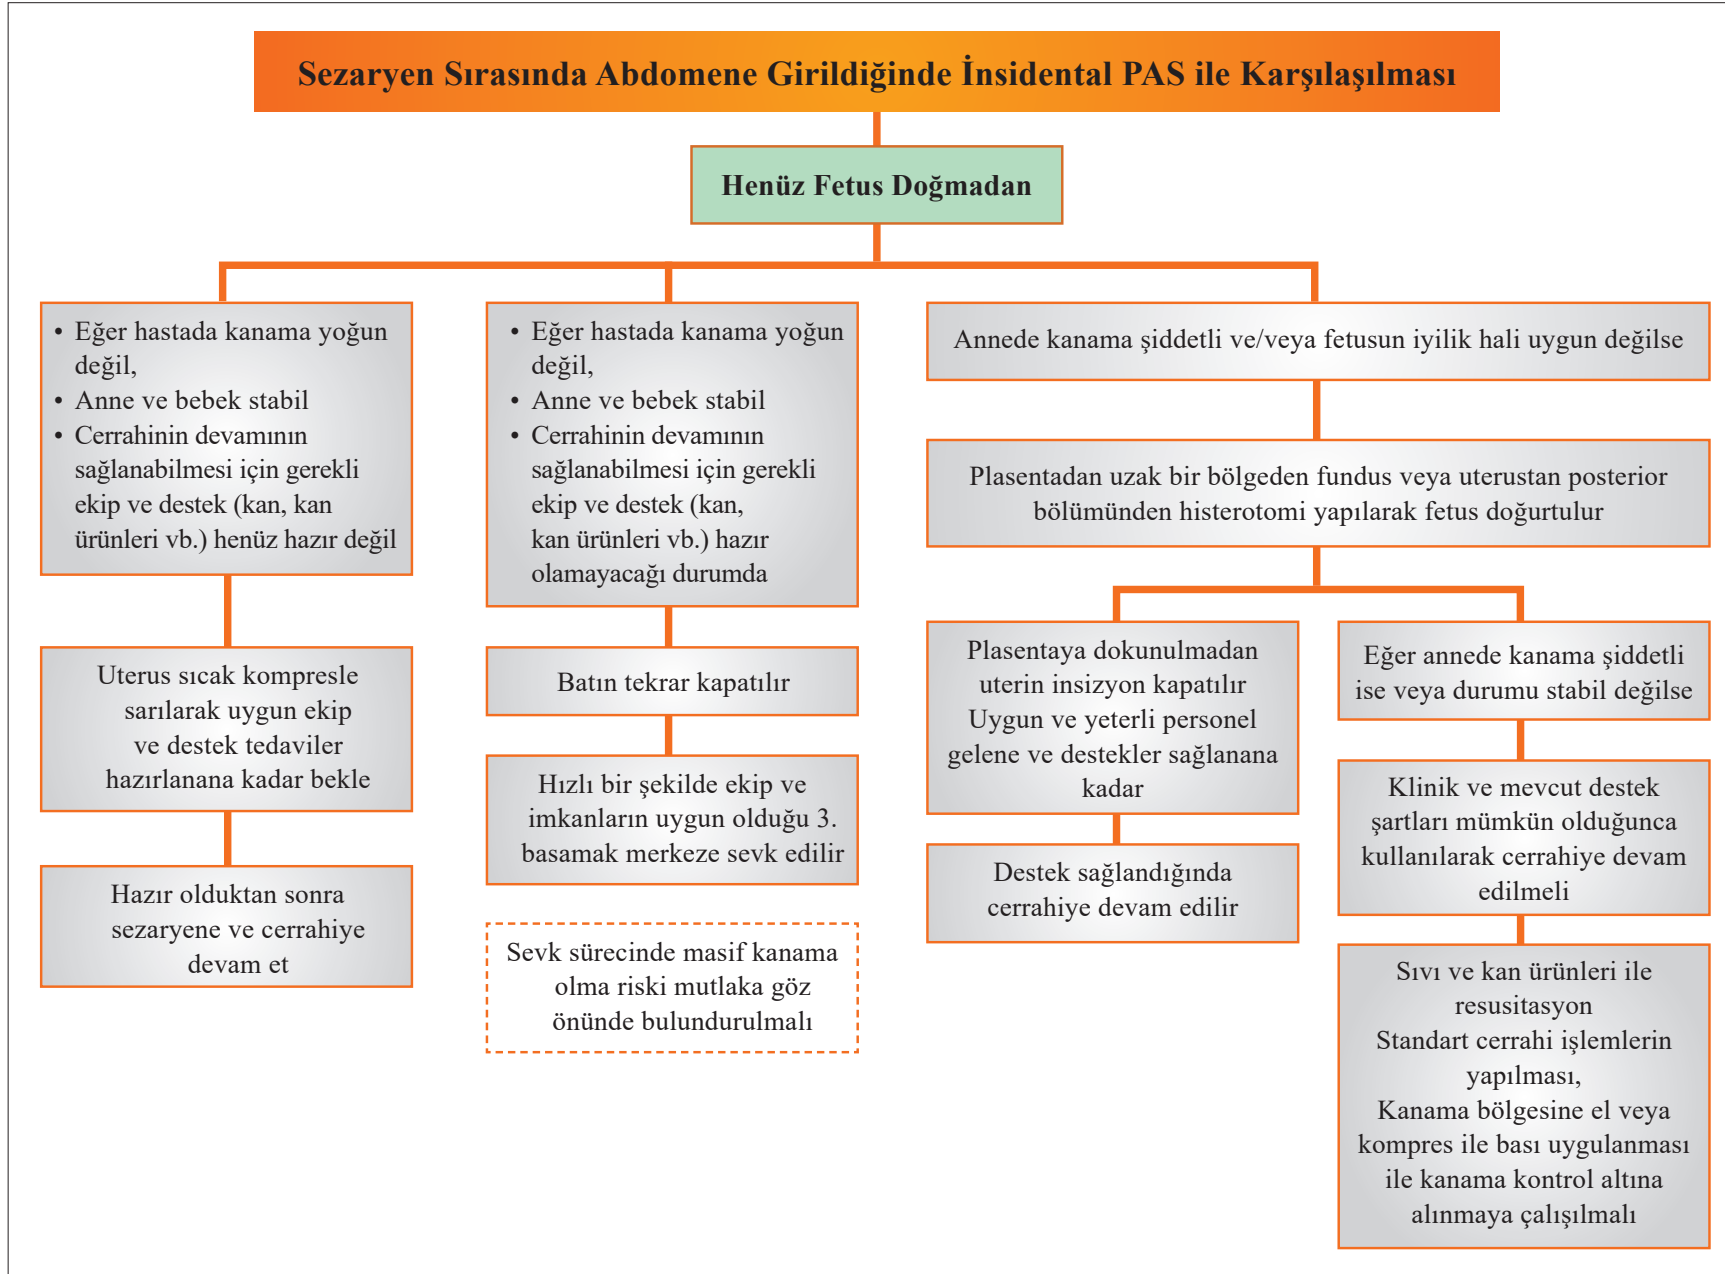 Sezaryen Sırasında Abdomene Girildiğinde İnsidental PAS ile Karşılaşılması
Henüz Fetus Doğmadan
• Eğer hastada kanama yoğun
değil,
• Anne ve bebek stabil
• Cerrahinin devamının
sağlanabilmesi için gerekli
ekip ve destek (kan, kan
ürünleri vb.) henüz hazır değil
Uterus sıcak kompresle
sarılarak uygun ekip
ve destek tedaviler
hazırlanana kadar bekle
Hazır olduktan sonra
sezaryene ve cerrahiye
devam et
• Eğer hastada kanama yoğun
değil,
• Anne ve bebek stabil
• Cerrahinin devamının
sağlanabilmesi için gerekli
ekip ve destek (kan,
kan ürünleri vb.) hazır
olamayacağı durumda
Batın tekrar kapatılır
Hızlı bir şekilde ekip ve
imkanların uygun olduğu 3.
basamak merkeze sevk edilir
Sevk sürecinde masif kanama
olma riski mutlaka göz
önünde bulundurulmalı
Annede kanama şiddetli ve/veya fetusun iyilik hali uygun değilse
Plasentadan uzak bir bölgeden fundus veya uterustan posterior
bölümünden histerotomi yapılarak fetus doğurtulur
Plasentaya dokunulmadan
uterin insizyon kapatılır
Uygun ve yeterli personel
gelene ve destekler sağlanana
kadar
Destek sağlandığında
cerrahiye devam edilir
Eğer annede kanama şiddetli
ise veya durumu stabil değilse
Klinik ve mevcut destek
şartları mümkün olduğunca
kullanılarak cerrahiye devam
edilmeli
Sıvı ve kan ürünleri ile
resusitasyon
Standart cerrahi işlemlerin
yapılması,
Kanama bölgesine el veya
kompres ile bası uygulanması
ile kanama kontrol altına
alınmaya çalışılmalı